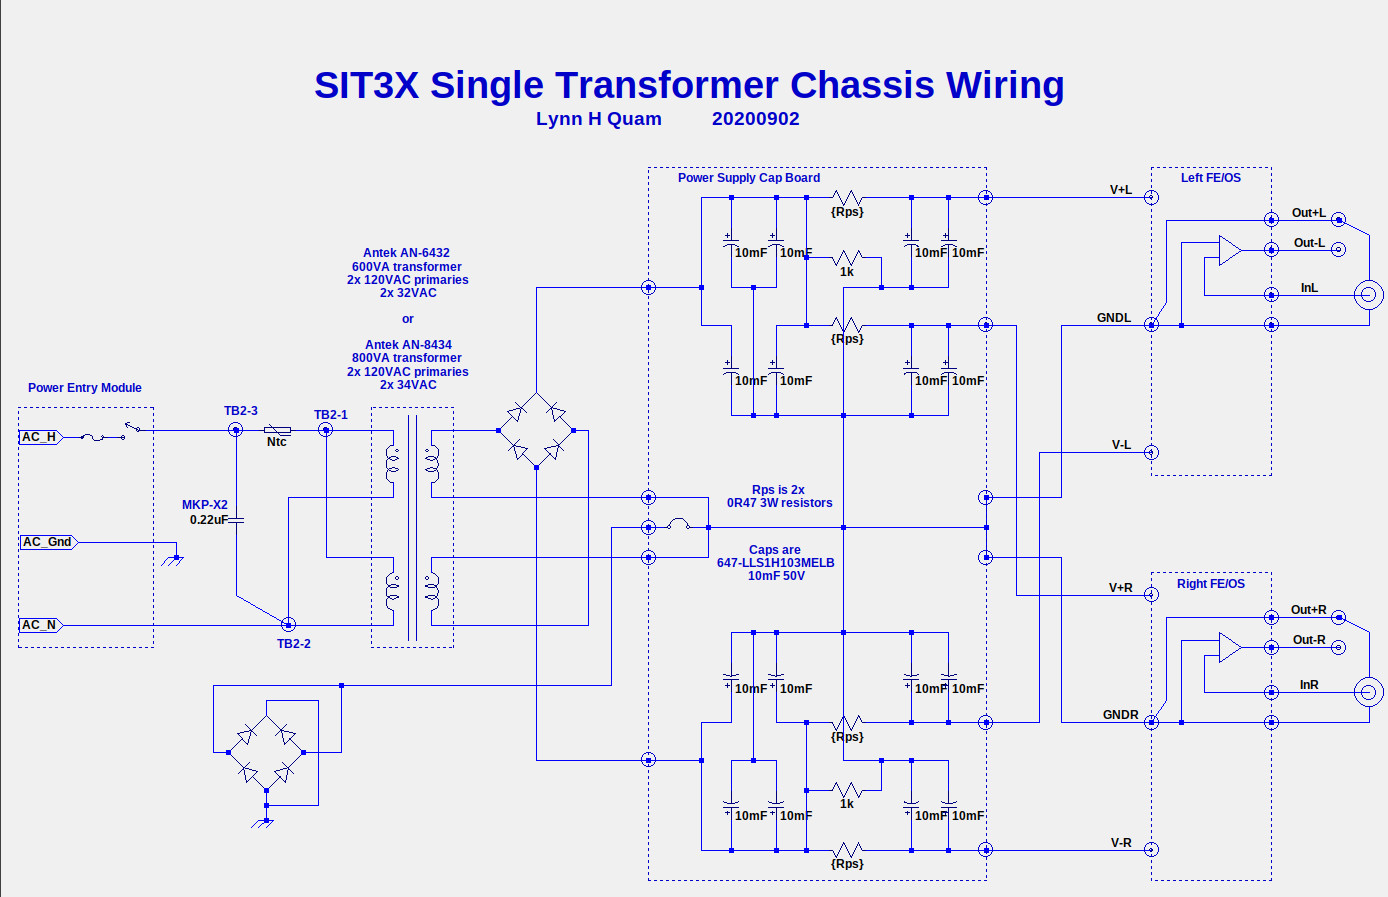 SIT3X Single Transformer Chassis Wiring
Lynn H Quam 20200902
Power Supply Cap Board
Left FE/OS
V+L
{Rps}
Out+L
10mF
10mF
10mF
10mF
Out-L
1k
InL
GNDL
{Rps}
10mF
10mF
10mF
10mF
V-L
Antek AN-6432
600VA transformer
2x 120VAC primaries
2x 32VAC
or
Antek AN-8434
800VA transformer
2x 120VAC primaries
2x 34VAC
Power Entry Module
AC_H
AC_Gnd
AC_N
TB2-3
Ntc
TB2-1
MKP-X2
0.22uF
TB2-2
Rps is 2x
0R47 3W resistors
Caps are
647-LLS1H103MELB
10mF 50V
Right FE/OS
V+R
Out+R
Out-R
InR
GNDR
10mF
10mF
10mF
10mF
{Rps}
1k
10mF
10mF
10mF
10mF
V-R
{Rps}